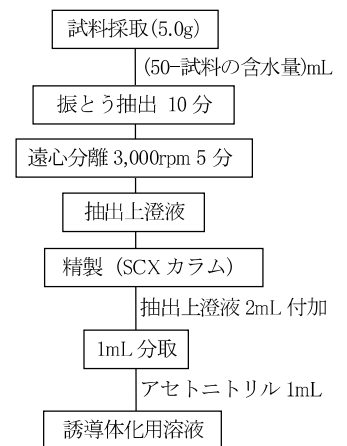 試料採取(5.0g)
(50-試料の含水量)mL
振とう抽出 10 分
遠心分離 3,000rpm 5 分
抽出上澄液
精製（SCX カラム）
抽出上澄液 2mL 付加
1mL 分取
アセトニトリル 1mL
誘導体化用溶液